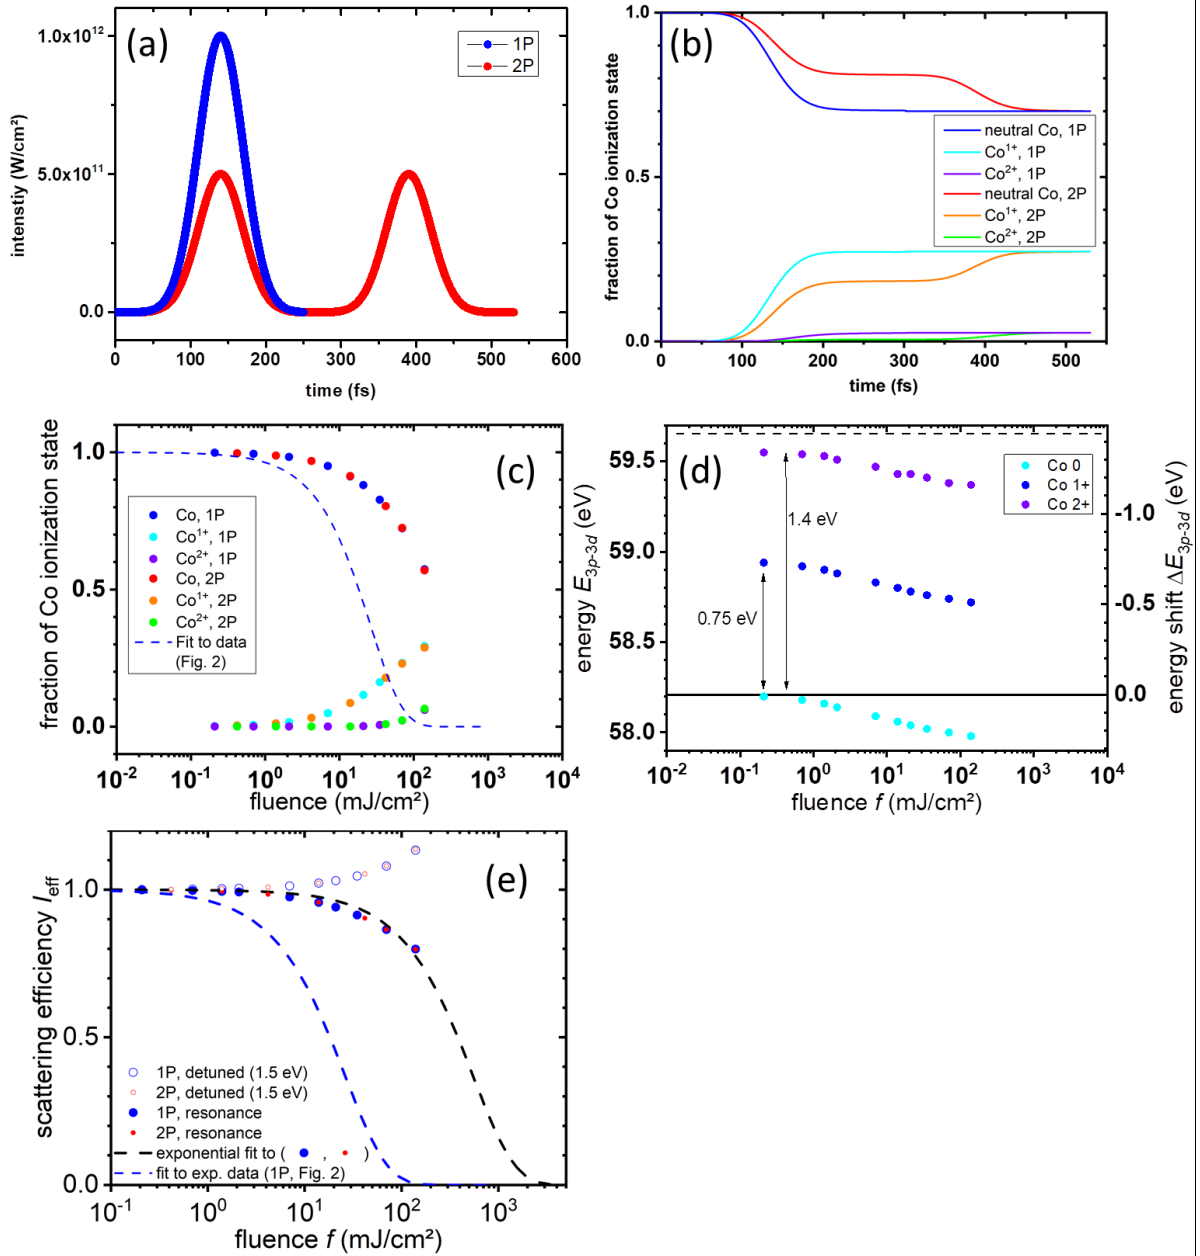 (a)
1P
2P
1.0x10¹²
5.0x10¹¹
0.0
intenstiy (W/cm²)
0 100 200 300 400 500 600
time (fs)
(b)
1.0
0.5
0.0
fraction of Co ionization state
neutral Co, 1P
Co¹⁺, 1P
Co²⁺, 1P
neutral Co, 2P
Co¹⁺, 2P
Co²⁺, 2P
0 100 200 300 400 500
time (fs)
(c)
1.0
0.5
0.0
fraction of Co ionization state
Co, 1P
Co¹⁺, 1P
Co²⁺, 1P
Co, 2P
Co¹⁺, 2P
Co²⁺, 2P
Fit to data
(Fig. 2)
10⁻² 10⁻¹ 10⁰ 10¹ 10² 10³ 10⁴
fluence (mJ/cm²)
(d)
Co 0
Co 1+
Co 2+
59.5
59.0
58.5
58.0
energy E3p-3d (eV)
1.4 eV
0.75 eV
-1.0
-0.5
0.0
energy shift ΔE3p-3d (eV)
10⁻² 10⁻¹ 10⁰ 10¹ 10² 10³ 10⁴
fluence f (mJ/cm²)
(e)
1.0
0.5
0.0
scattering efficiency Ieff
1P, detuned (1.5 eV)
2P, detuned (1.5 eV)
1P, resonance
2P, resonance
exponential fit to ( , )
fit to exp. data (1P, Fig. 2)
10⁻¹ 10⁰ 10¹ 10² 10³
fluence f (mJ/cm²)